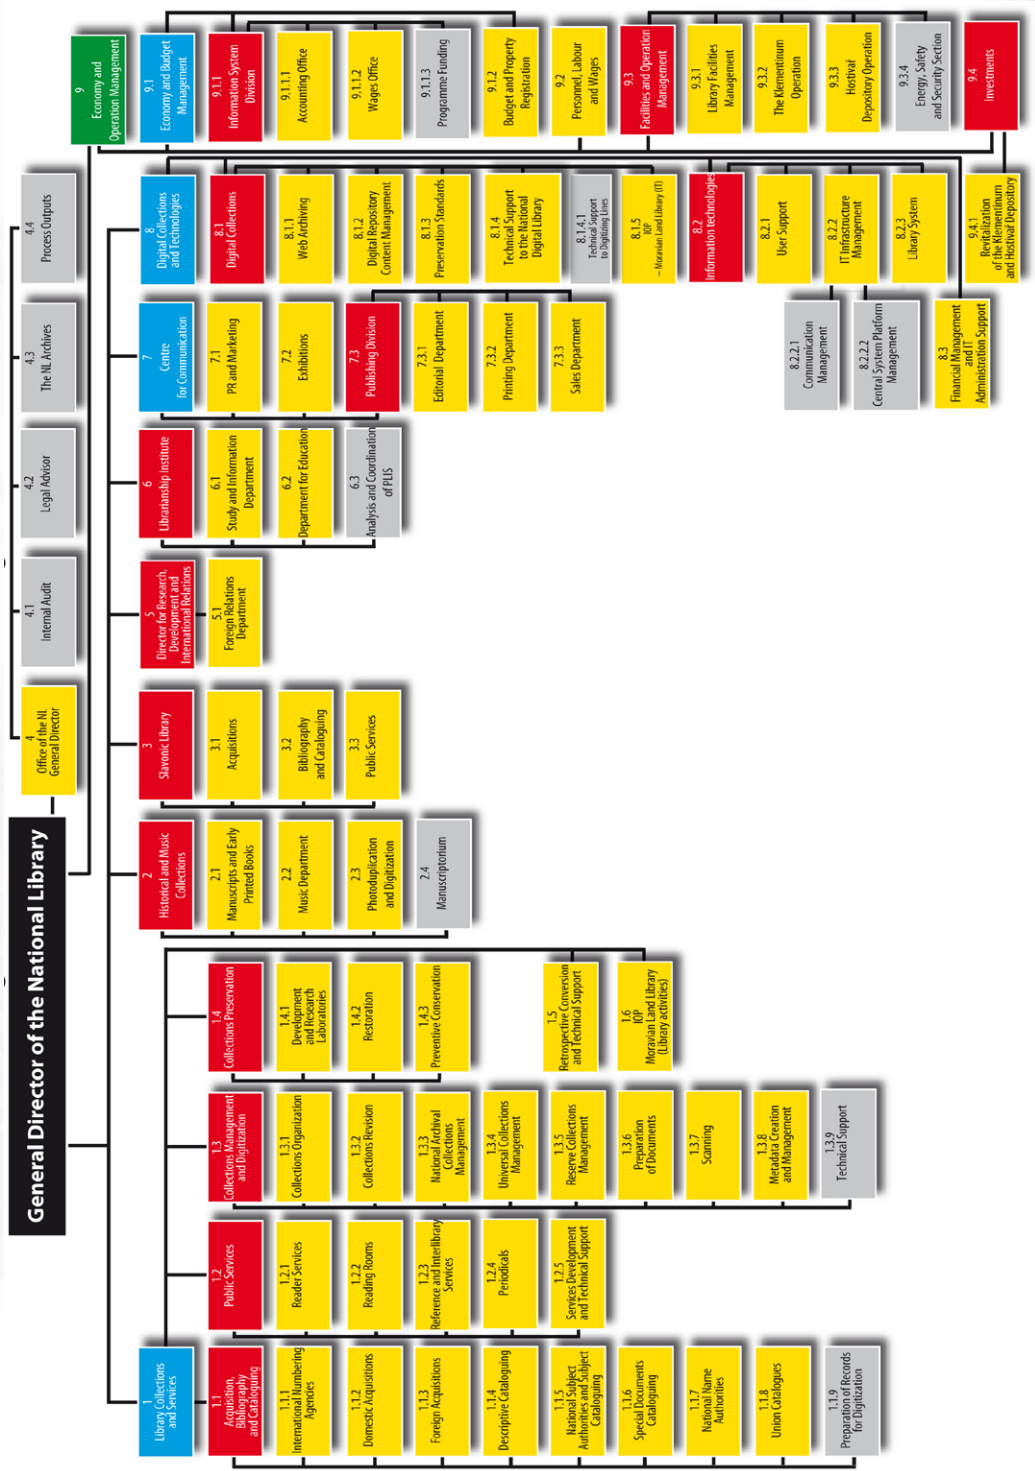 General Director of the National Library
4
Office of the NL
General Director
4.1
Internal Audit
4.2
Legal Advisor
4.3
The NL Archives
4.4
Process Outputs
1
Library Collections
and Services
1.1
Acquisition,
Bibliography
and Cataloguing
1.1.1
International Numbering
Agencies
1.1.2
Domestic Acquisitions
1.1.3
Foreign Acquisitions
1.1.4
Descriptive Cataloguing
1.1.5
National Subject
Authorities and Subject
Cataloguing
1.1.6
Special Documents
Cataloguing
1.1.7
National Name
Authorities
1.1.8
Union Catalogues
1.1.9
Preparation of Records
for Digitization
1.2
Public Services
1.2.1
Reader Services
1.2.2
Reading Rooms
1.2.3
Reference and Interlibrary
Services
1.2.4
Periodicals
1.2.5
Services Development
and Technical Support
1.3
Collections Management
and Digitization
1.3.1
Collections Organization
1.3.2
Collections Revision
1.3.3
National Archival
Collections
Management
1.3.4
Universal Collections
Management
1.3.5
Reserve Collections
Management
1.3.6
Preparation
of Documents
1.3.7
Scanning
1.3.8
Metadata Creation
and Management
1.3.9
Technical Support
1.4
Collections Preservation
1.4.1
Development
and Research
Laboratories
1.4.2
Restoration
1.4.3
Preventive Conservation
1.5
Retrospective Conversion
and Technical Support
1.6
IOP
Moravian Land Library
(Library activities)
2
Historical and Music
Collections
2.1
Manuscripts and Early
Printed Books
2.2
Music Department
2.3
Photoduplication
and Digitization
2.4
Manuscriptorium
3
Slavonic Library
3.1
Acquisitions
3.2
Bibliography
and Cataloguing
3.3
Public Services
5
Director for Research,
Development and
International Relations
5.1
Foreign Relations
Department
6
Librarianship Institute
6.1
Study and Information
Department
6.2
Department for Education
6.3
Analysis and Coordination
of PLIS
7
Centre
for Communication
7.1
PR and Marketing
7.2
Exhibitions
7.3
Publishing Division
7.3.1
Editorial Department
7.3.2
Printing Department
7.3.3
Sales Department
8
Digital Collections
and Technologies
8.1
Digital Collections
8.1.1
Web Archiving
8.1.2
Digital Repository
Content Management
8.1.3
Preservation Standards
8.1.4
Technical Support
to the National
Digital Library
8.1.4.1
Technical Support
to Digitizing Lines
8.1.5
IOP
– Moravian Land Library (IT)
8.2
Information technologies
8.2.1
User Support
8.2.2
IT Infrastructure
Management
8.2.3
Library System
8.2.2.1
Communication
Management
8.2.2.2
Central System Platform
Management
8.3
Financial Management
and IT
Administration Support
9
Economy and
Operation Management
9.1
Economy and Budget
Management
9.1.1
Information System
Division
9.1.1.1
Accounting Office
9.1.1.2
Wages Office
9.1.1.3
Programme Funding
9.1.2
Budget and Property
Registration
9.2
Personnel, Labour
and Wages
9.3
Facilities and Operation
Management
9.3.1
Library Facilities
Management
9.3.2
The Klementinum
Operation
9.3.3
Hostivař
Depository Operation
9.3.4
Energy, Safety
and Security Section
9.4
Investments
9.4.1
Revitalization
of the Klementinum
and Hostivař Depository